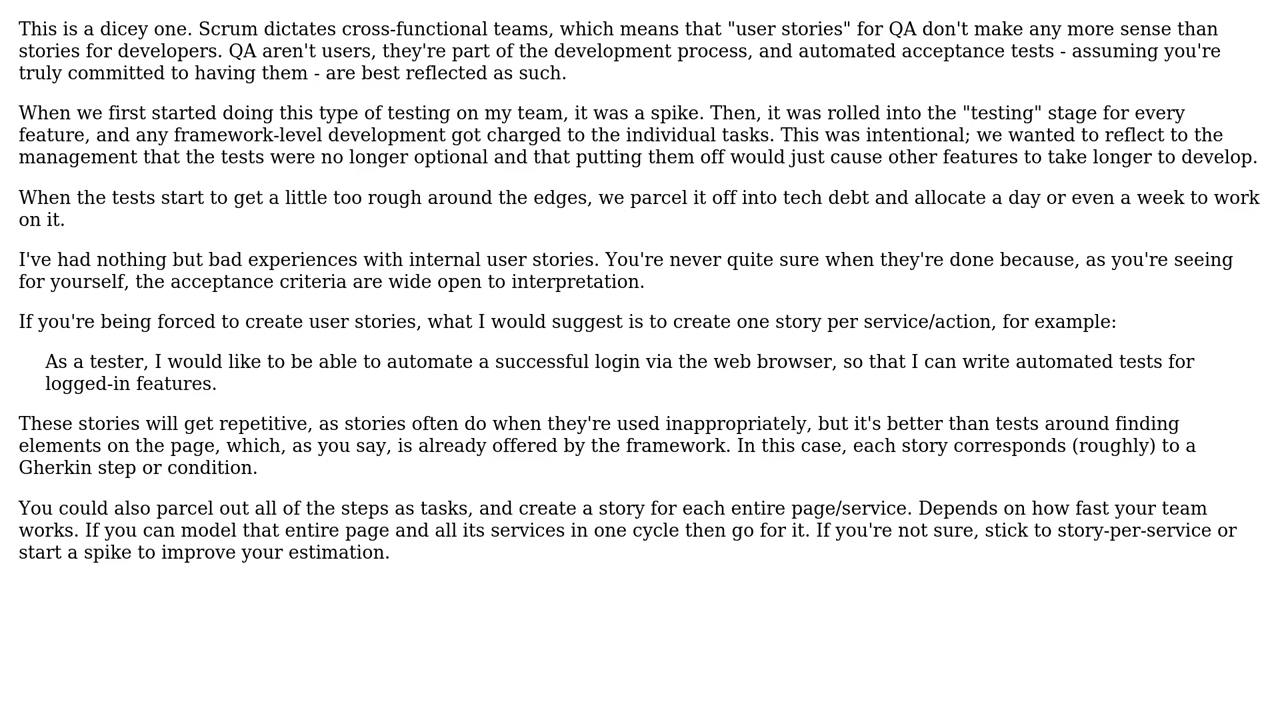 This is a dicey one. Scrum dictates cross-functional teams, which means that "user stories" for QA don't make any more sense than
stories for developers. QA aren't users, they're part of the development process, and automated acceptance tests - assuming you're
truly committed to having them - are best reflected as such.
When we first started doing this type of testing on my team, it was a spike. Then, it was rolled into the "testing" stage for every
feature, and any framework-level development got charged to the individual tasks. This was intentional; we wanted to reflect to the
management that the tests were no longer optional and that putting them off would just cause other features to take longer to develop.
When the tests start to get a little too rough around the edges, we parcel it off into tech debt and allocate a day or even a week to work
on it.
I've had nothing but bad experiences with internal user stories. You're never quite sure when they're done because, as you're seeing
for yourself, the acceptance criteria are wide open to interpretation.
If you're being forced to create user stories, what I would suggest is to create one story per service/action, for example:
As a tester, I would like to be able to automate a successful login via the web browser, so that I can write automated tests for
logged-in features.
These stories will get repetitive, as stories often do when they're used inappropriately, but it's better than tests around finding
elements on the page, which, as you say, is already offered by the framework. In this case, each story corresponds (roughly) to a
Gherkin step or condition.
You could also parcel out all of the steps as tasks, and create a story for each entire page/service. Depends on how fast your team
works. If you can model that entire page and all its services in one cycle then go for it. If you're not sure, stick to story-per-service or
start a spike to improve your estimation.